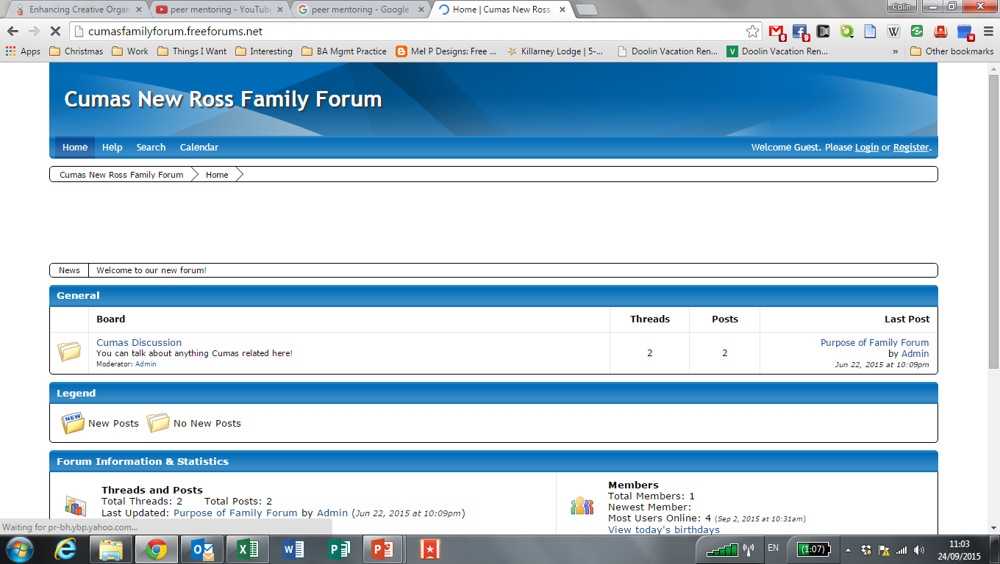 Enhancing Creative Organ
peer mentoring - YouTube
peer mentoring - Google
Home | Cumas New Ross
Colin
cumasfamilyforum.freeforums.net
6
9
W
Apps
Christmas
Work
Things I Want
Interesting
BA Mgmt Practice
Mel P Designs: Free ...
Killarney Lodge | 5-...
Doolin Vacation Ren...
V Doolin Vacation Ren...
»
Other bookmarks
Cumas New Ross Family Forum
Home Help Search Calendar
Welcome Guest. Please Login or Register.
Cumas New Ross Family Forum
Home
News
Welcome to our new forum!
General
Board Threads Posts Last Post
Cumas Discussion
You can talk about anything Cumas related here!
Moderator: Admin
2
2
Purpose of Family Forum
by Admin
Jun 22, 2015 at 10:09pm
Legend
NEW New Posts
No New Posts
Forum Information & Statistics
Threads and Posts
Total Threads: 2 Total Posts: 2
Last Updated: Purpose of Family Forum by Admin (Jun 22, 2015 at 10:09pm)
Members
Total Members: 1
Newest Member:
Most Users Online: 4 (Sep 2, 2015 at 10:31am)
View today's birthdays
Waiting for pr-bh.ybp.yahoo.com...
EN
(1:07)
11:03
24/09/2015